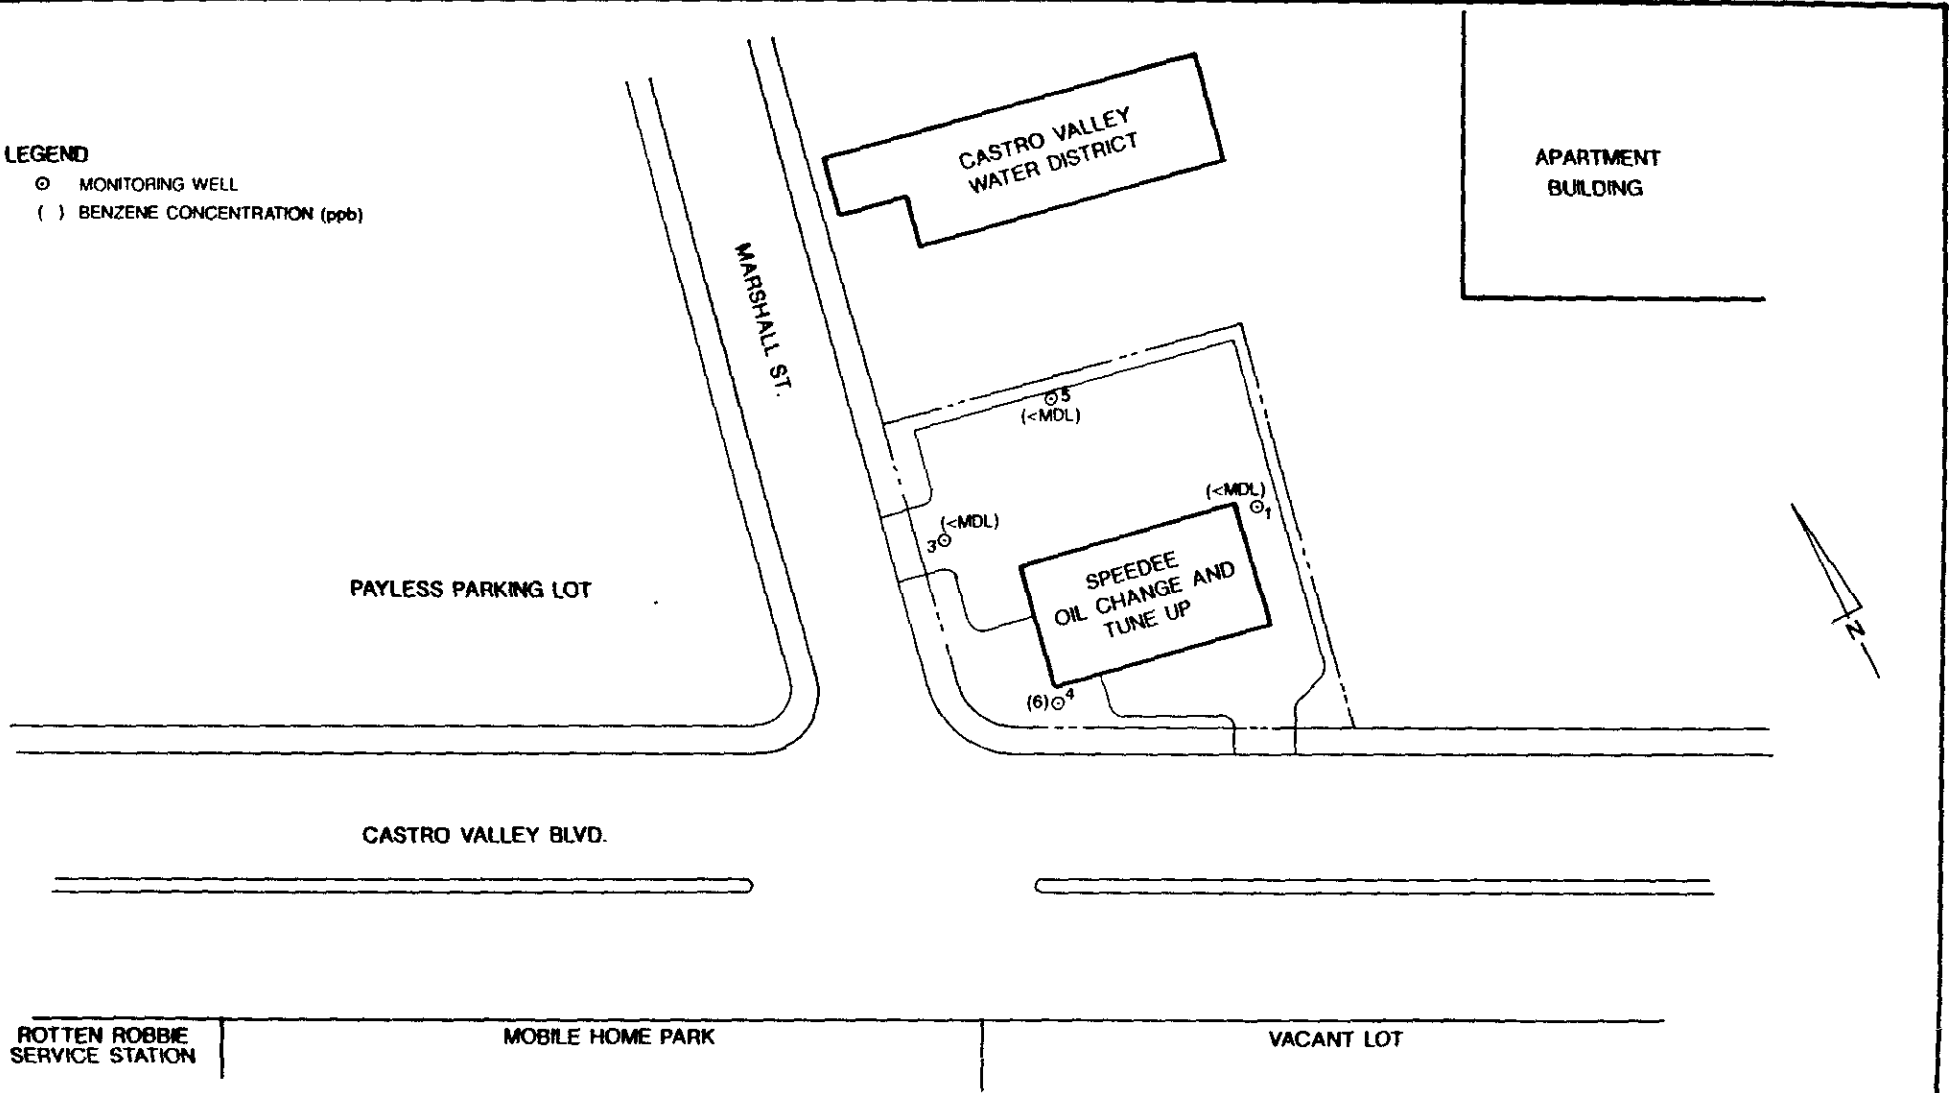 LEGEND
⊙ MONITORING WELL
( ) BENZENE CONCENTRATION (ppb)
CASTRO VALLEY
WATER DISTRICT
APARTMENT
BUILDING
MARSHALL ST.
5
(<MDL)
(<MDL)
1
(<MDL)
3
SPEEDEE
OIL CHANGE AND
TUNE UP
PAYLESS PARKING LOT
N
(6) 4
CASTRO VALLEY BLVD.
ROTTEN ROBBIE
SERVICE STATION
MOBILE HOME PARK
VACANT LOT